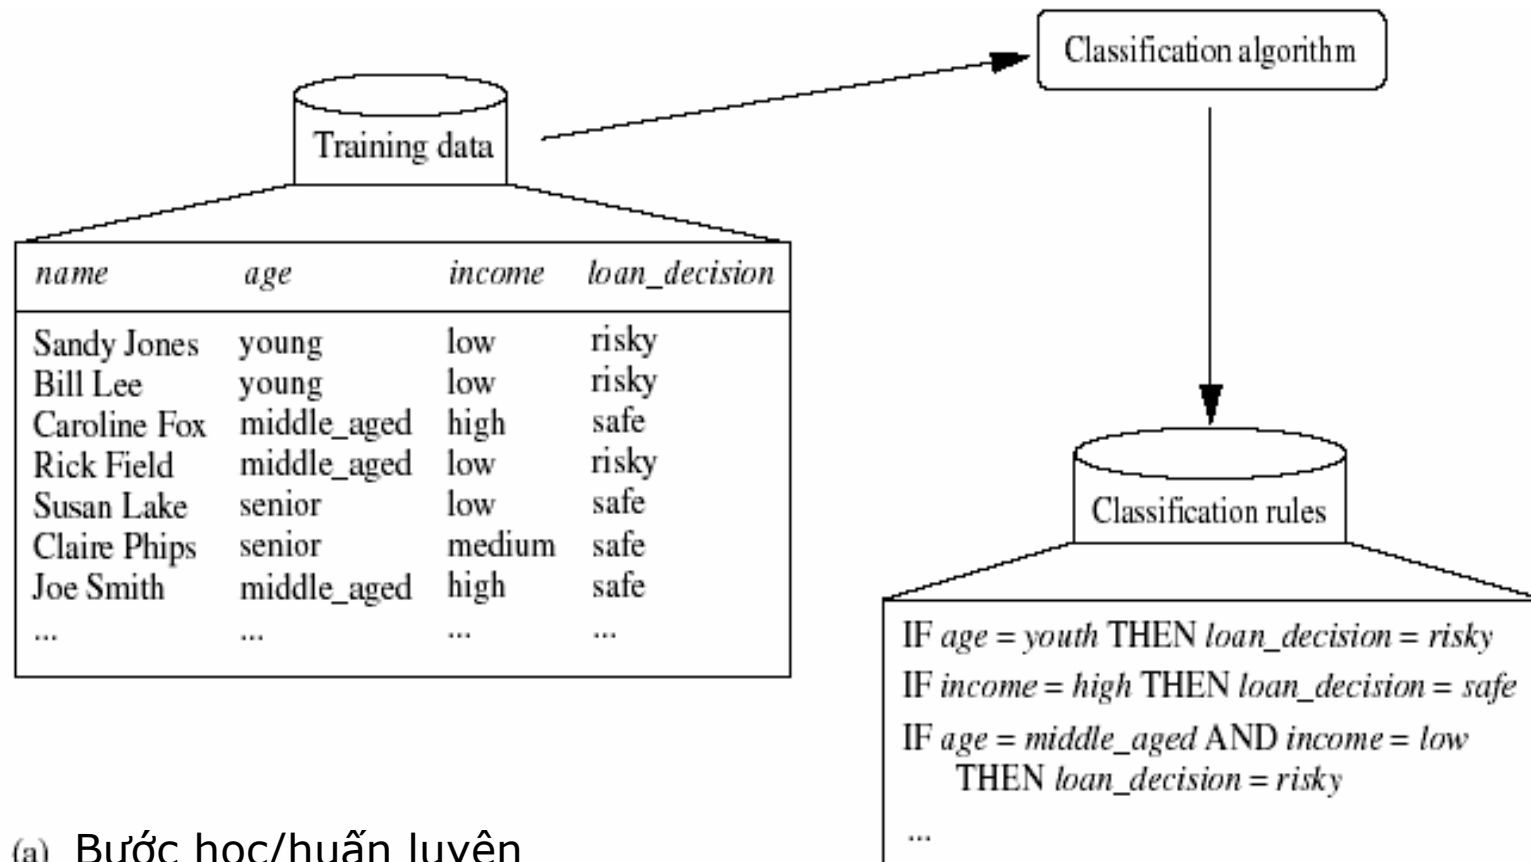 Classification algorithm
Training data
name age income loan_decision
Sandy Jones young low risky
Bill Lee young low risky
Caroline Fox middle_aged high safe
Rick Field middle_aged low risky
Susan Lake senior low safe
Claire Phips senior medium safe
Joe Smith middle_aged high safe
... ... ... ...
Classification rules
IF age = youth THEN loan_decision = risky
IF income = high THEN loan_decision = safe
IF age = middle_aged AND income = low
THEN loan_decision = risky
...
(a) Bước học/huấn luyện